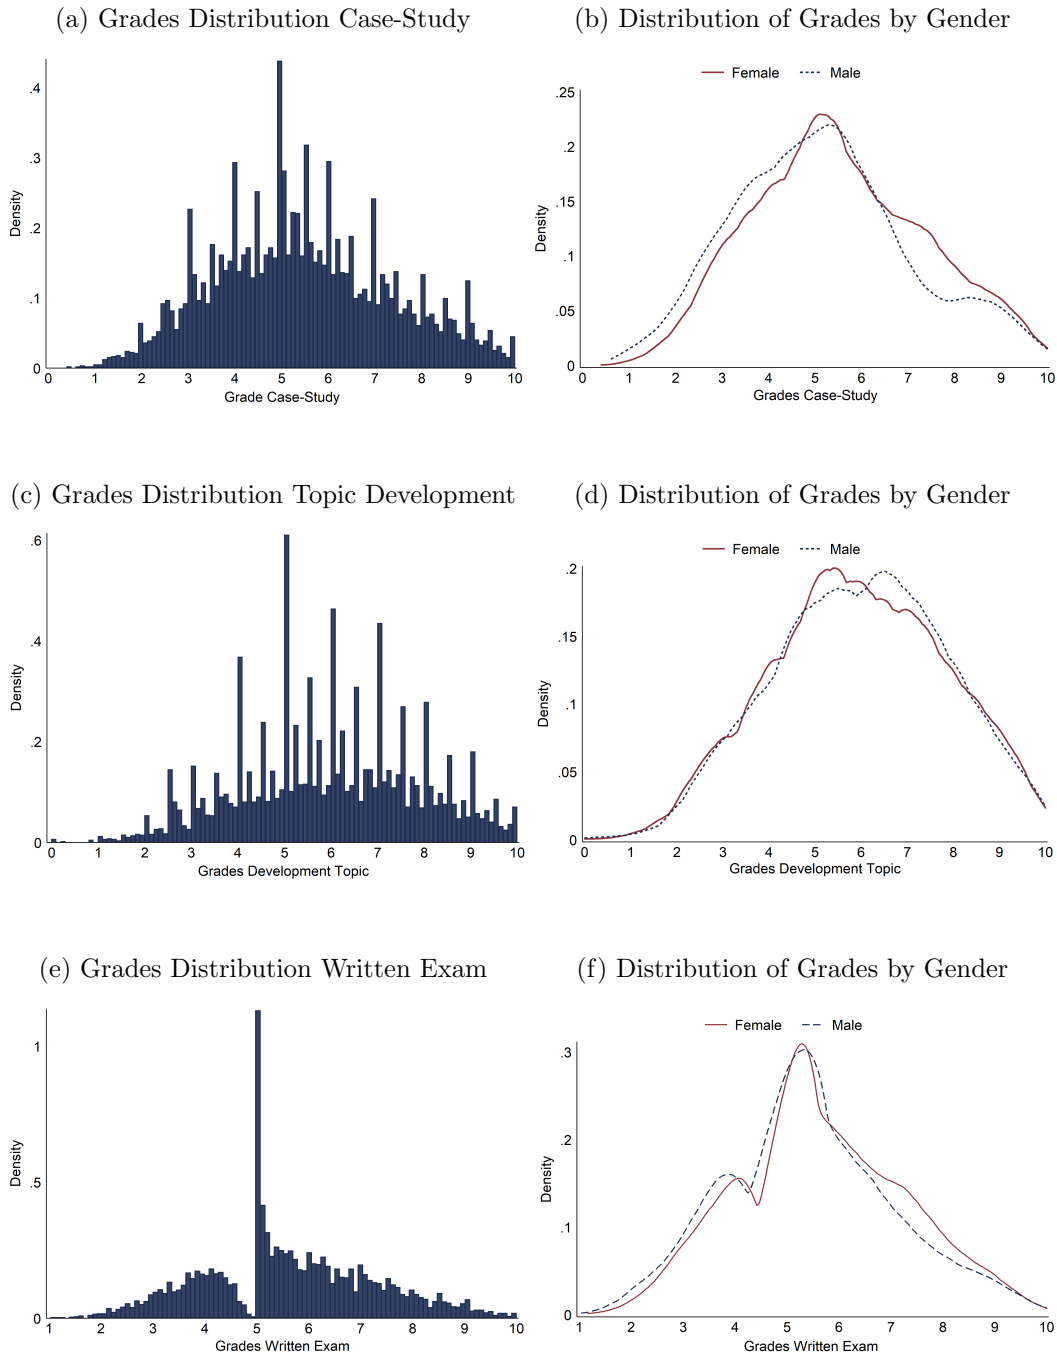 (a) Grades Distribution Case-Study
.4
.3
.2
.1
0
Density
0 1 2 3 4 5 6 7 8 9 10
Grade Case-Study
(b) Distribution of Grades by Gender
Female Male
.25
.2
.15
.1
.05
0
Density
0 1 2 3 4 5 6 7 8 9 10
Grades Case-Study
(c) Grades Distribution Topic Development
.6
.4
.2
0
Density
0 1 2 3 4 5 6 7 8 9 10
Grades Development Topic
(d) Distribution of Grades by Gender
Female Male
.2
.15
.1
.05
0
Density
0 1 2 3 4 5 6 7 8 9 10
Grades Development Topic
(e) Grades Distribution Written Exam
1
.5
0
Density
1 2 3 4 5 6 7 8 9 10
Grades Written Exam
(f) Distribution of Grades by Gender
Female Male
.3
.2
.1
0
Density
1 2 3 4 5 6 7 8 9 10
Grades Written Exam